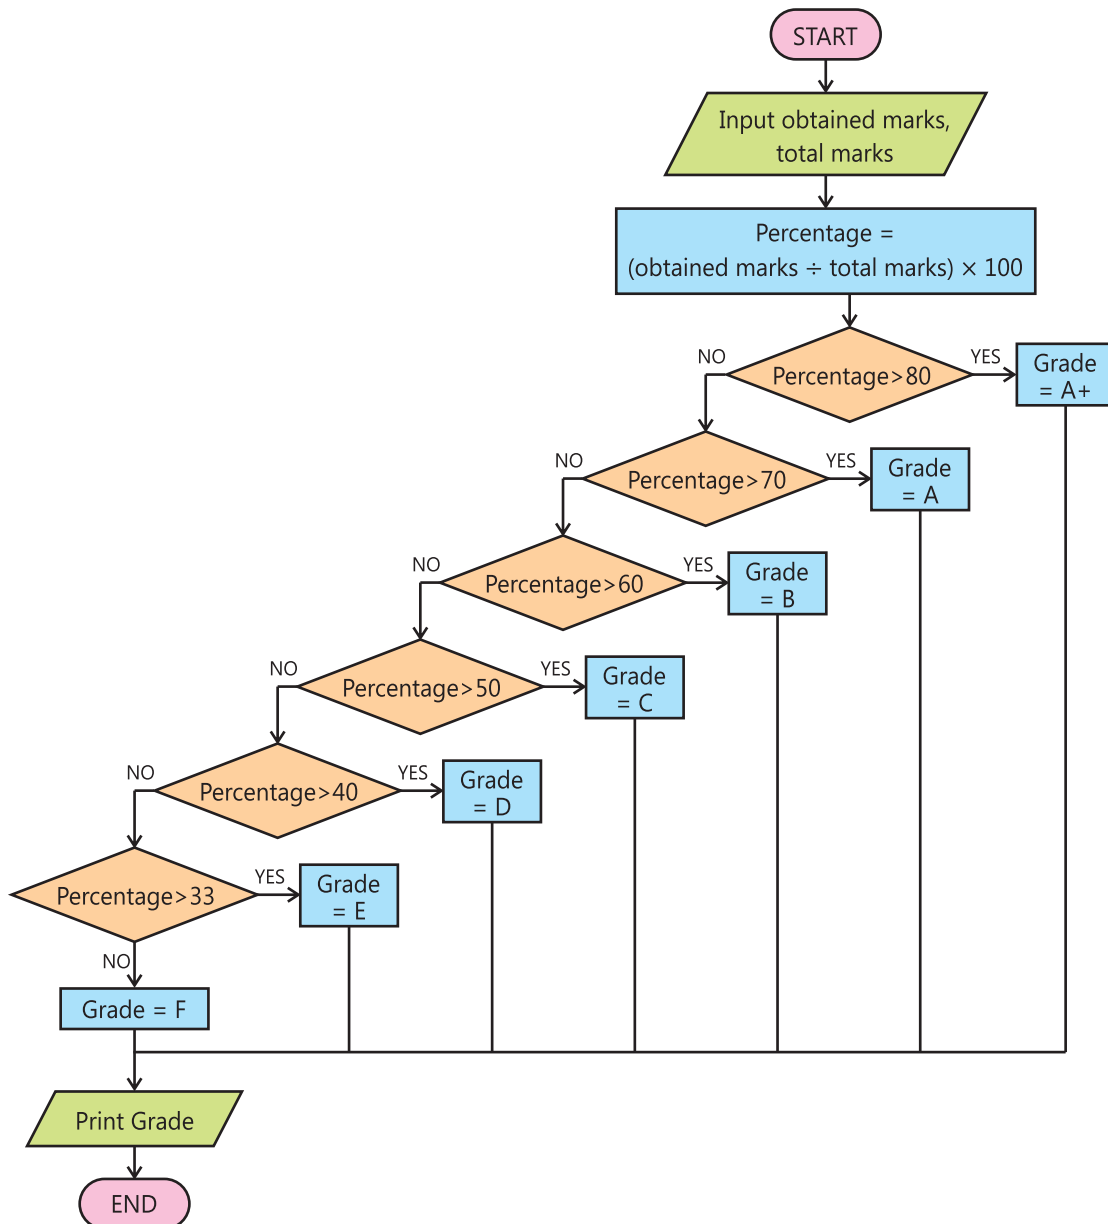 START
Input obtained marks,
total marks
Percentage =
(obtained marks ÷ total marks) × 100
Percentage>80
NO
YES
Grade
= A+
Percentage>70
NO
YES
Grade
= A
Percentage>60
NO
YES
Grade
= B
Percentage>50
NO
YES
Grade
= C
Percentage>40
NO
YES
Grade
= D
Percentage>33
YES
Grade
= E
NO
Grade = F
Print Grade
END